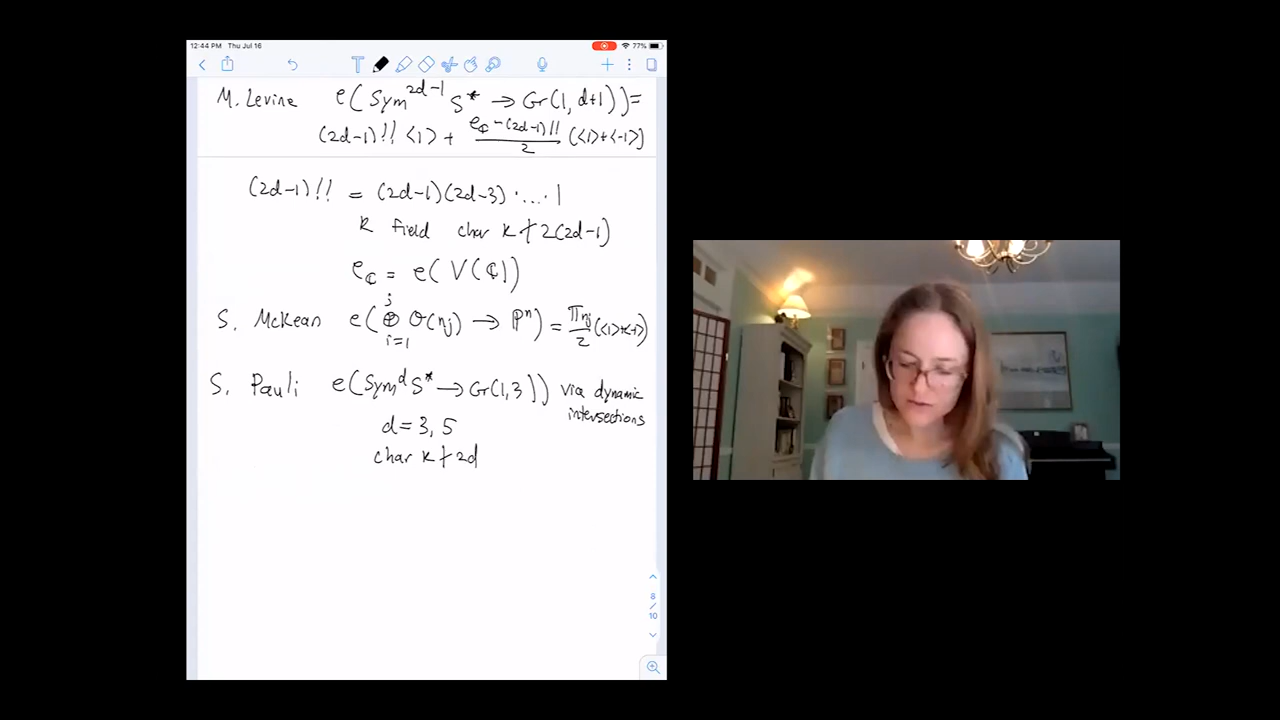 12:44 PM Thu Jul 16
77%
M. Levine e(Sym^{2d-1} S* → Gr(1, d+1)) =
(2d-1)!! <1> + \frac{e_ℂ - (2d-1)!!}{2} (<1>+<-1>)
(2d-1)!! = (2d-1)(2d-3) · ... · 1
k field char k ∤ 2(2d-1)
e_ℂ = e(V(ℂ))
S. McKean e(⊕_{i=1}^{j} O(n_j) → ℙ^n) = \frac{∏n_j}{2} (<1>+<-1>)
S. Pauli e(Sym^d S* → Gr(1,3)) via dynamic
intersections
d = 3, 5
char k ∤ 2d
8
/
10